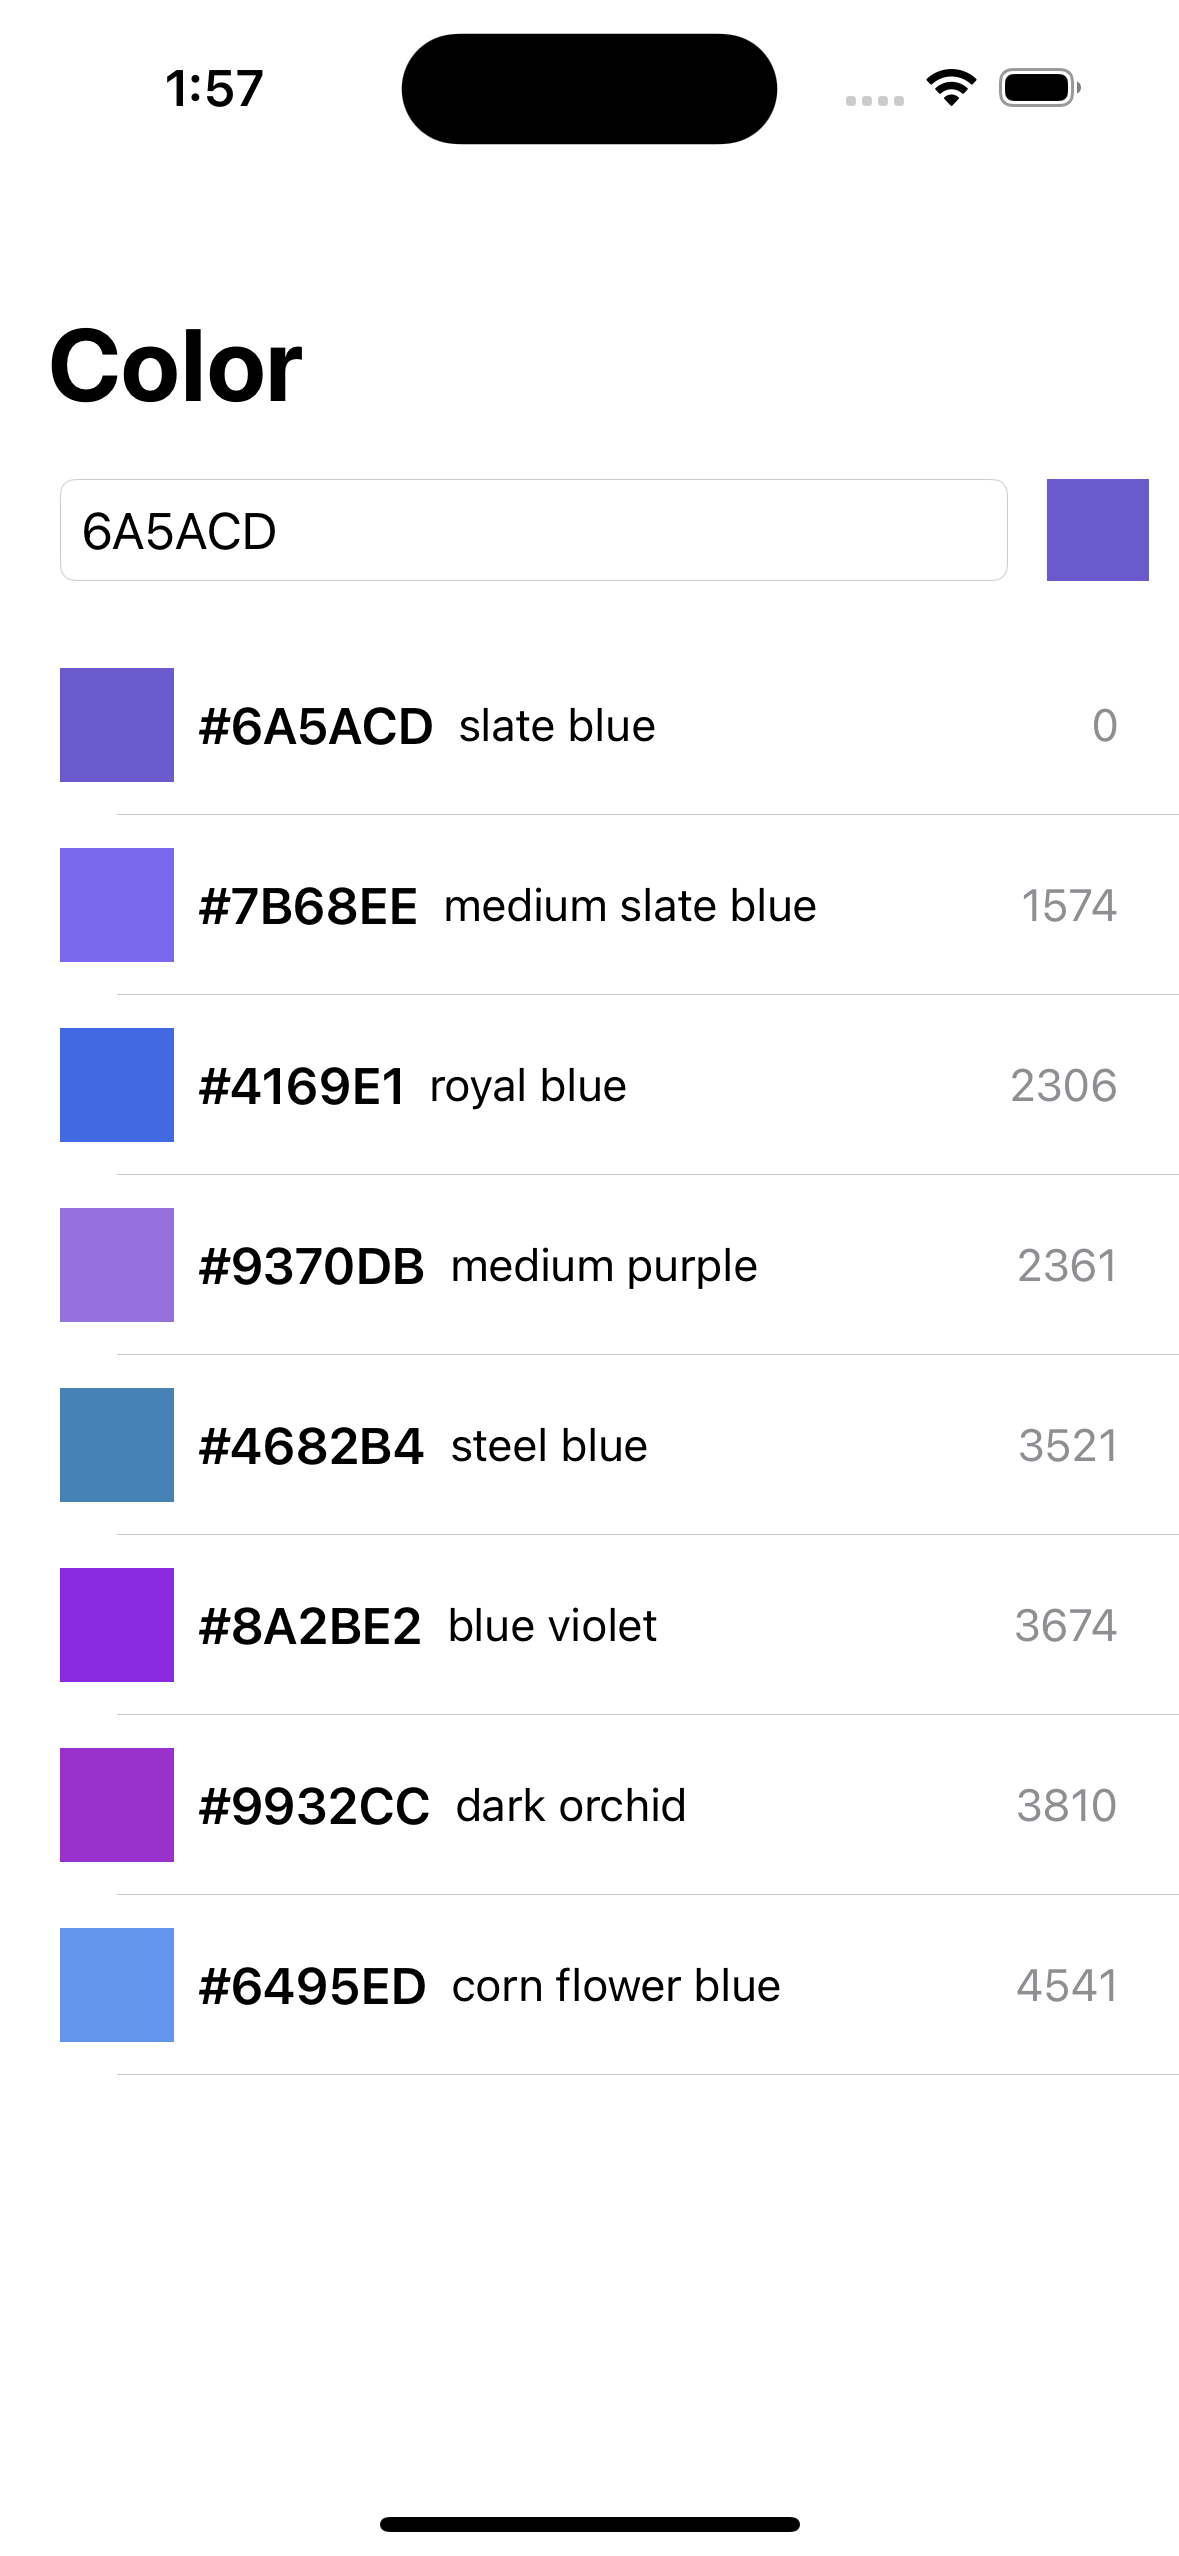 1:57
Color
6A5ACD
#6A5ACD slate blue 0
#7B68EE medium slate blue 1574
#4169E1 royal blue 2306
#9370DB medium purple 2361
#4682B4 steel blue 3521
#8A2BE2 blue violet 3674
#9932CC dark orchid 3810
#6495ED corn flower blue 4541